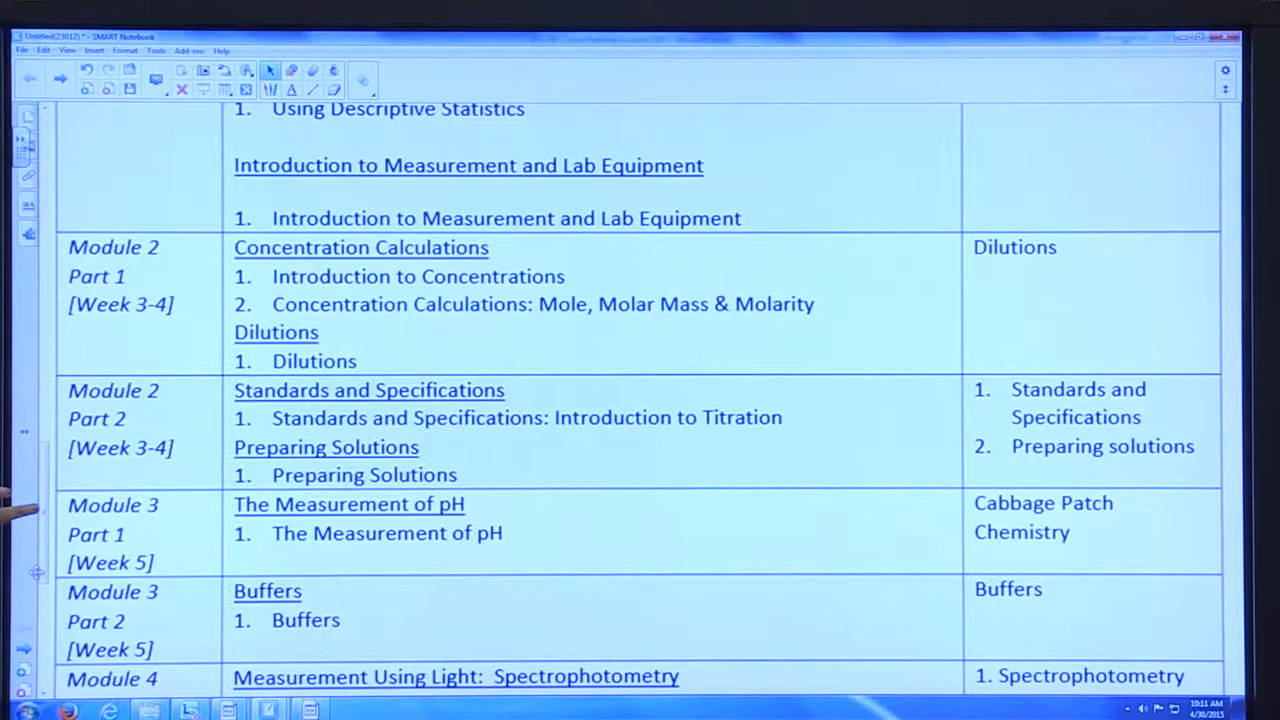 Untitled(23012) * - SMART Notebook
File Edit View Insert Format Tools Add-ons Help
1. Using Descriptive Statistics
Introduction to Measurement and Lab Equipment
1. Introduction to Measurement and Lab Equipment
Module 2
Part 1
[Week 3-4]
Concentration Calculations
1. Introduction to Concentrations
2. Concentration Calculations: Mole, Molar Mass & Molarity
Dilutions
1. Dilutions
Dilutions
Module 2
Part 2
[Week 3-4]
Standards and Specifications
1. Standards and Specifications: Introduction to Titration
Preparing Solutions
1. Preparing Solutions
1. Standards and
Specifications
2. Preparing solutions
Module 3
Part 1
[Week 5]
The Measurement of pH
1. The Measurement of pH
Cabbage Patch
Chemistry
Module 3
Part 2
[Week 5]
Buffers
1. Buffers
Buffers
Module 4
Measurement Using Light: Spectrophotometry
1. Spectrophotometry
10:11 AM
4/30/2015